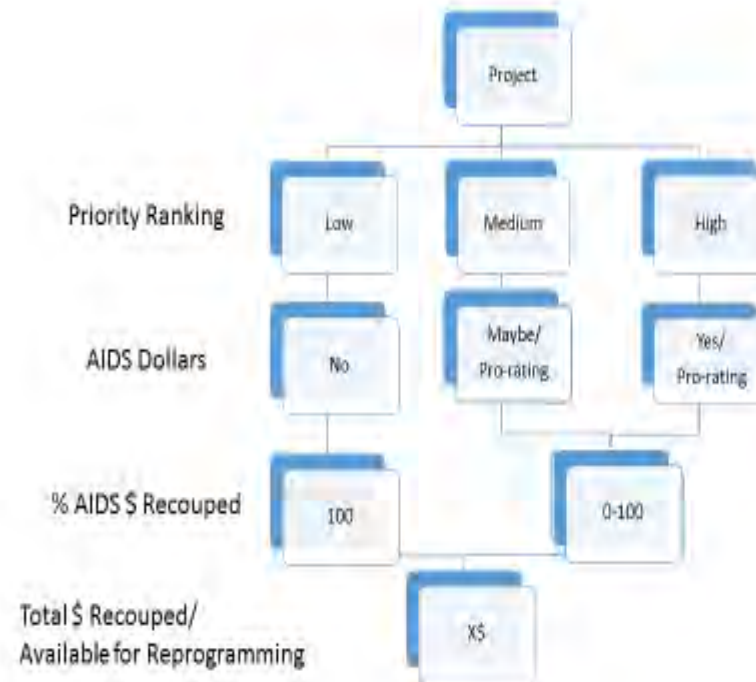 Project
Priority Ranking
Low
Medium
High
AIDS Dollars
No
Maybe/
Pro-rating
Yes/
Pro-rating
% AIDS $ Recouped
100
0-100
Total $ Recouped/
Available for Reprogramming
X$